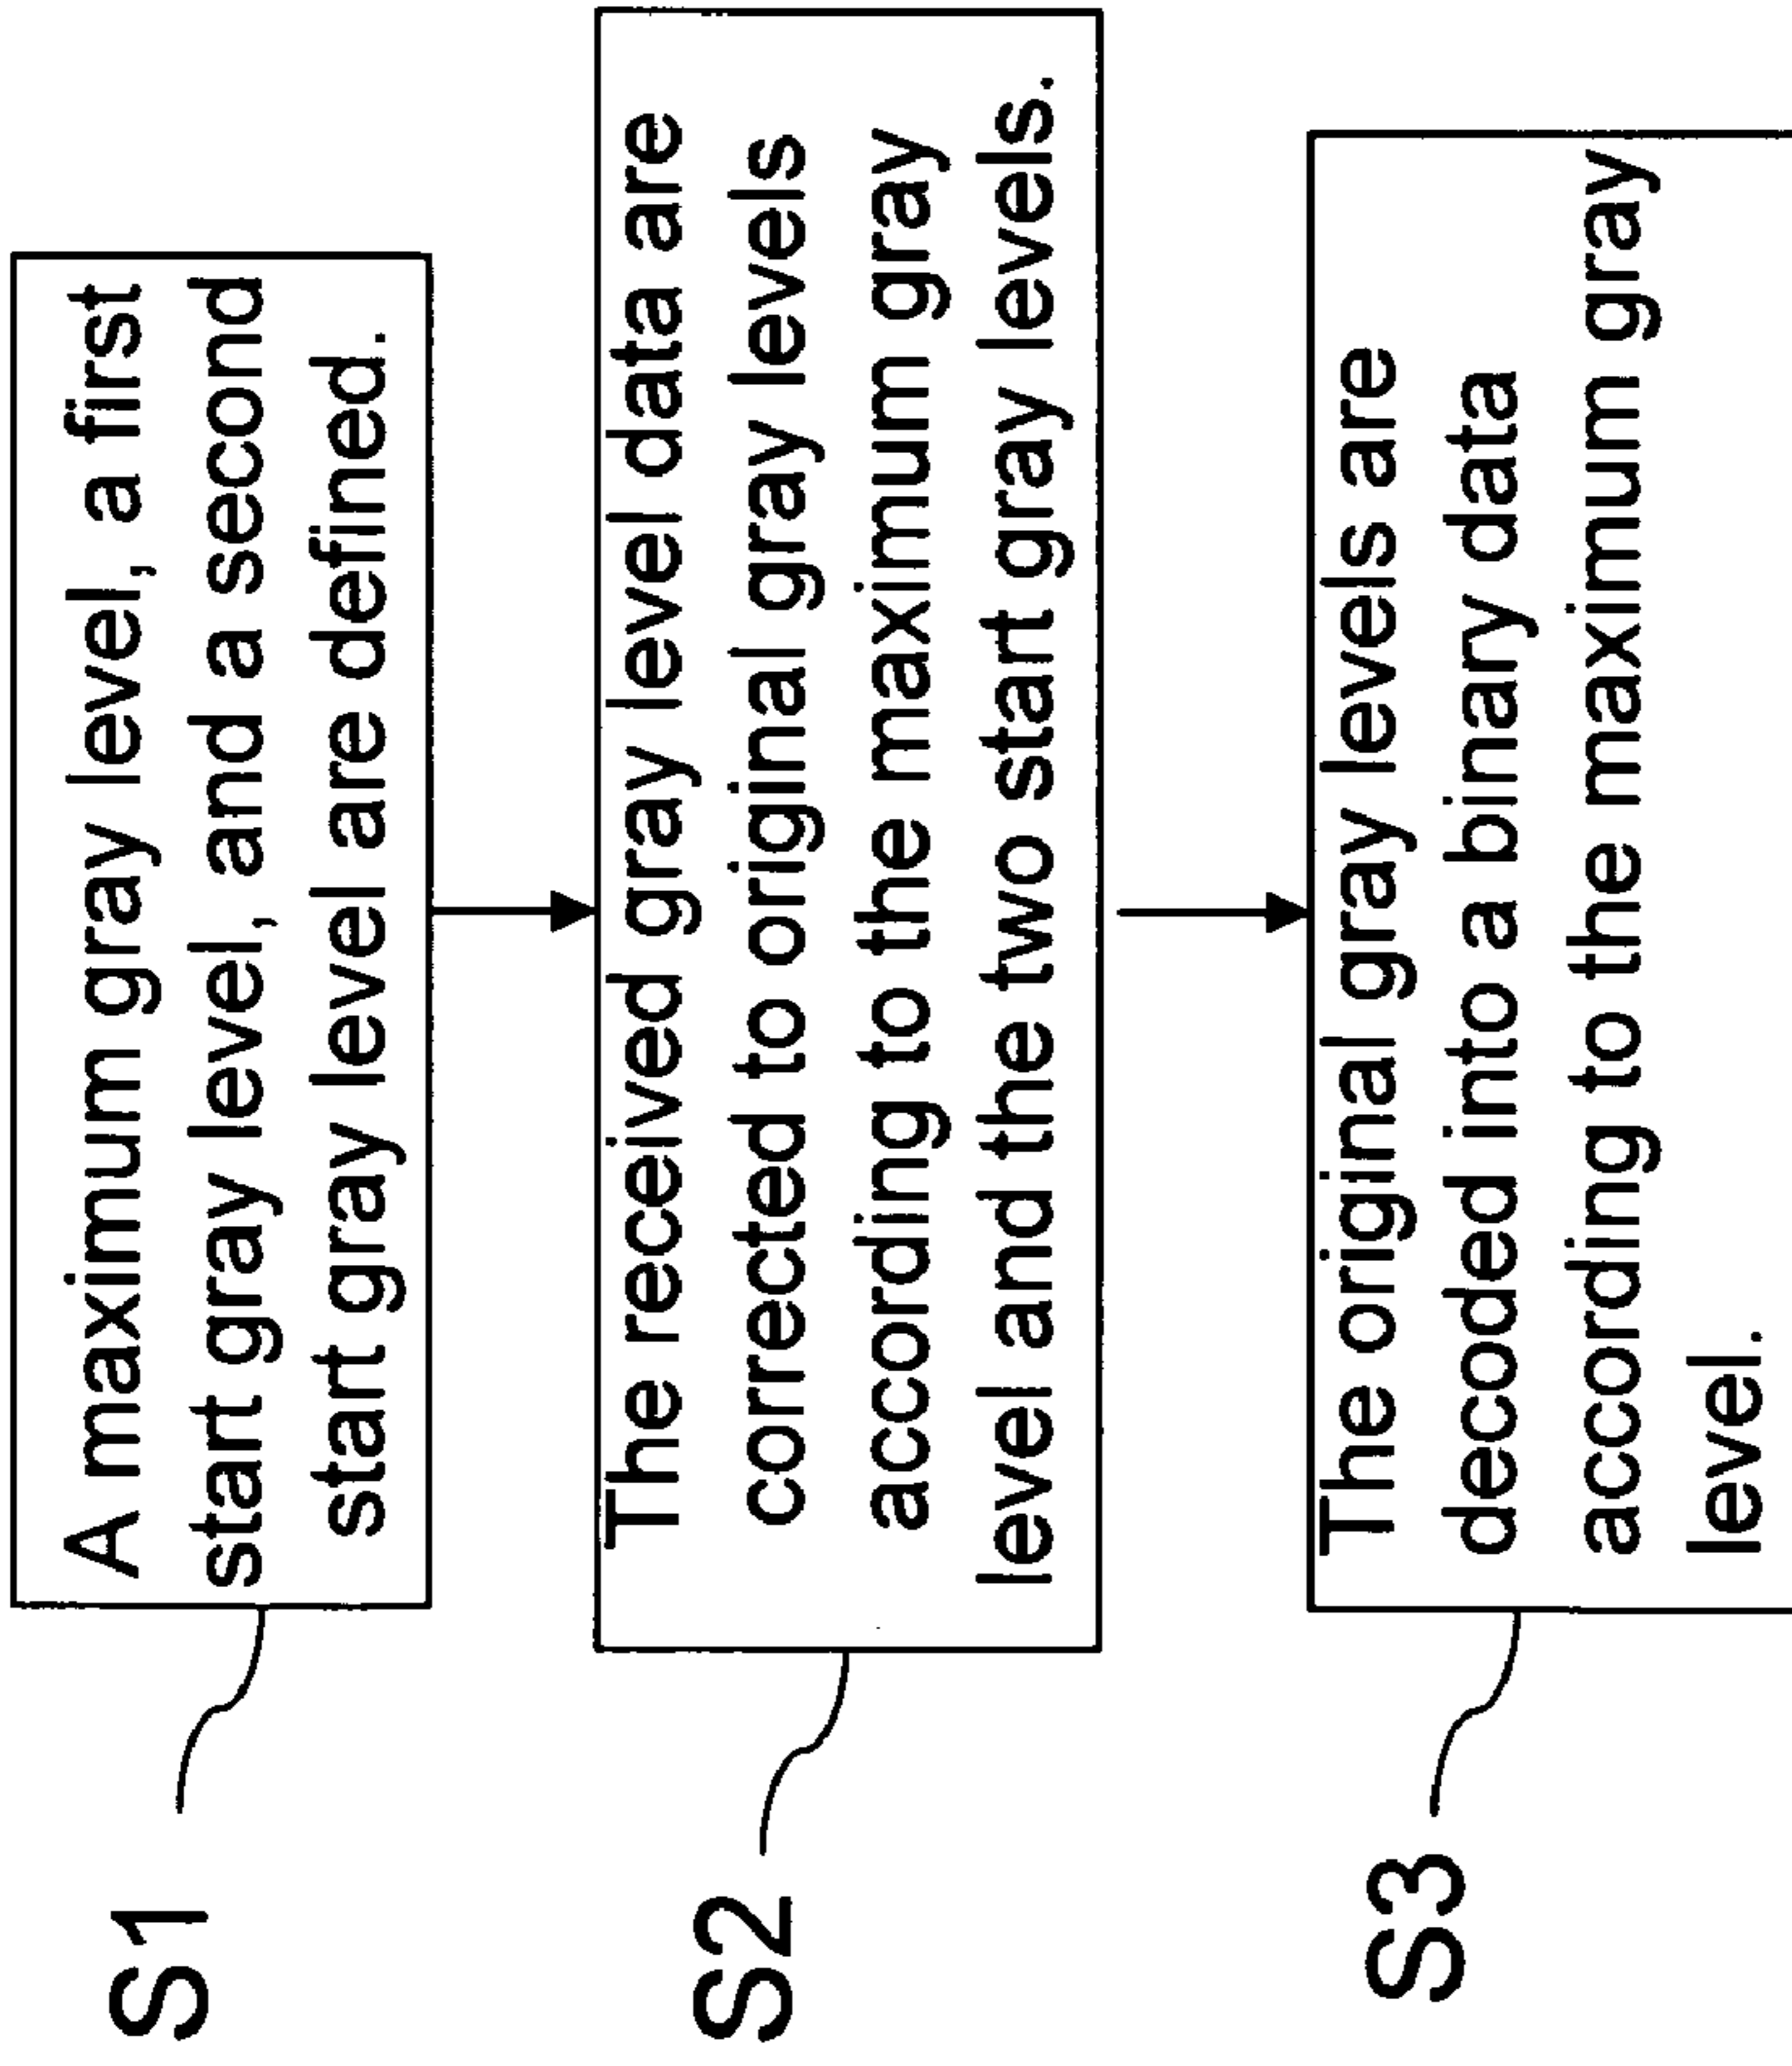 S1
A maximum gray level, a first
start gray level, and a second
start gray level are defined.
S2
The received gray level data are
corrected to original gray levels
according to the maximum gray
level and the two start gray levels.
S3
The original gray levels are
decoded into a binary data
according to the maximum gray
level.